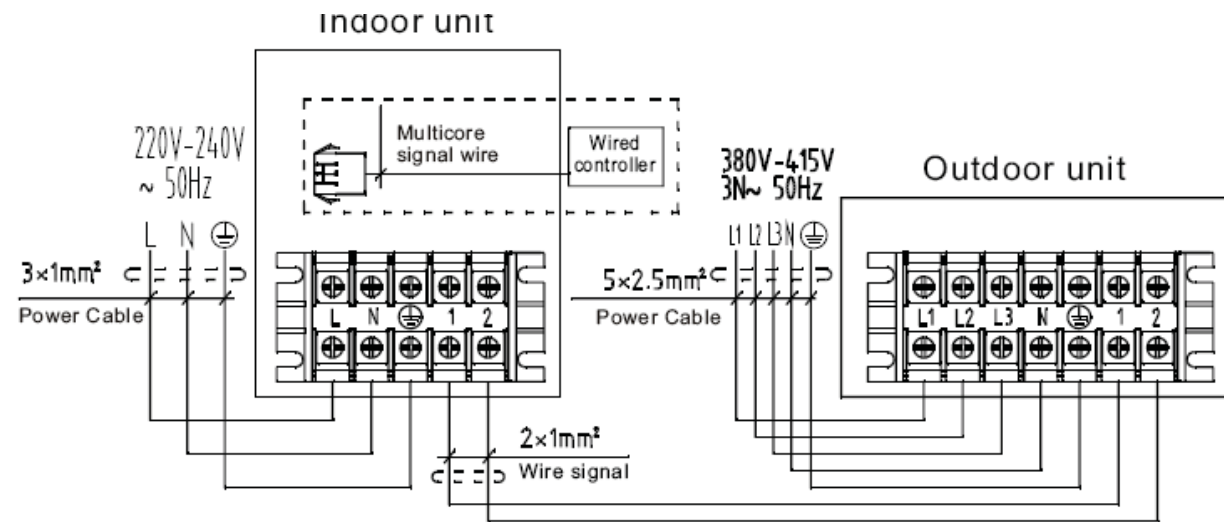 Indoor unit
Multicore
signal wire
Wired
controller
220V-240V
~ 50Hz
L N
3×1mm²
Power Cable
L N 1 2
2×1mm²
Wire signal
380V-415V
3N~ 50Hz
L1 L2 L3 N
5×2.5mm²
Power Cable
Outdoor unit
L1 L2 L3 N 1 2